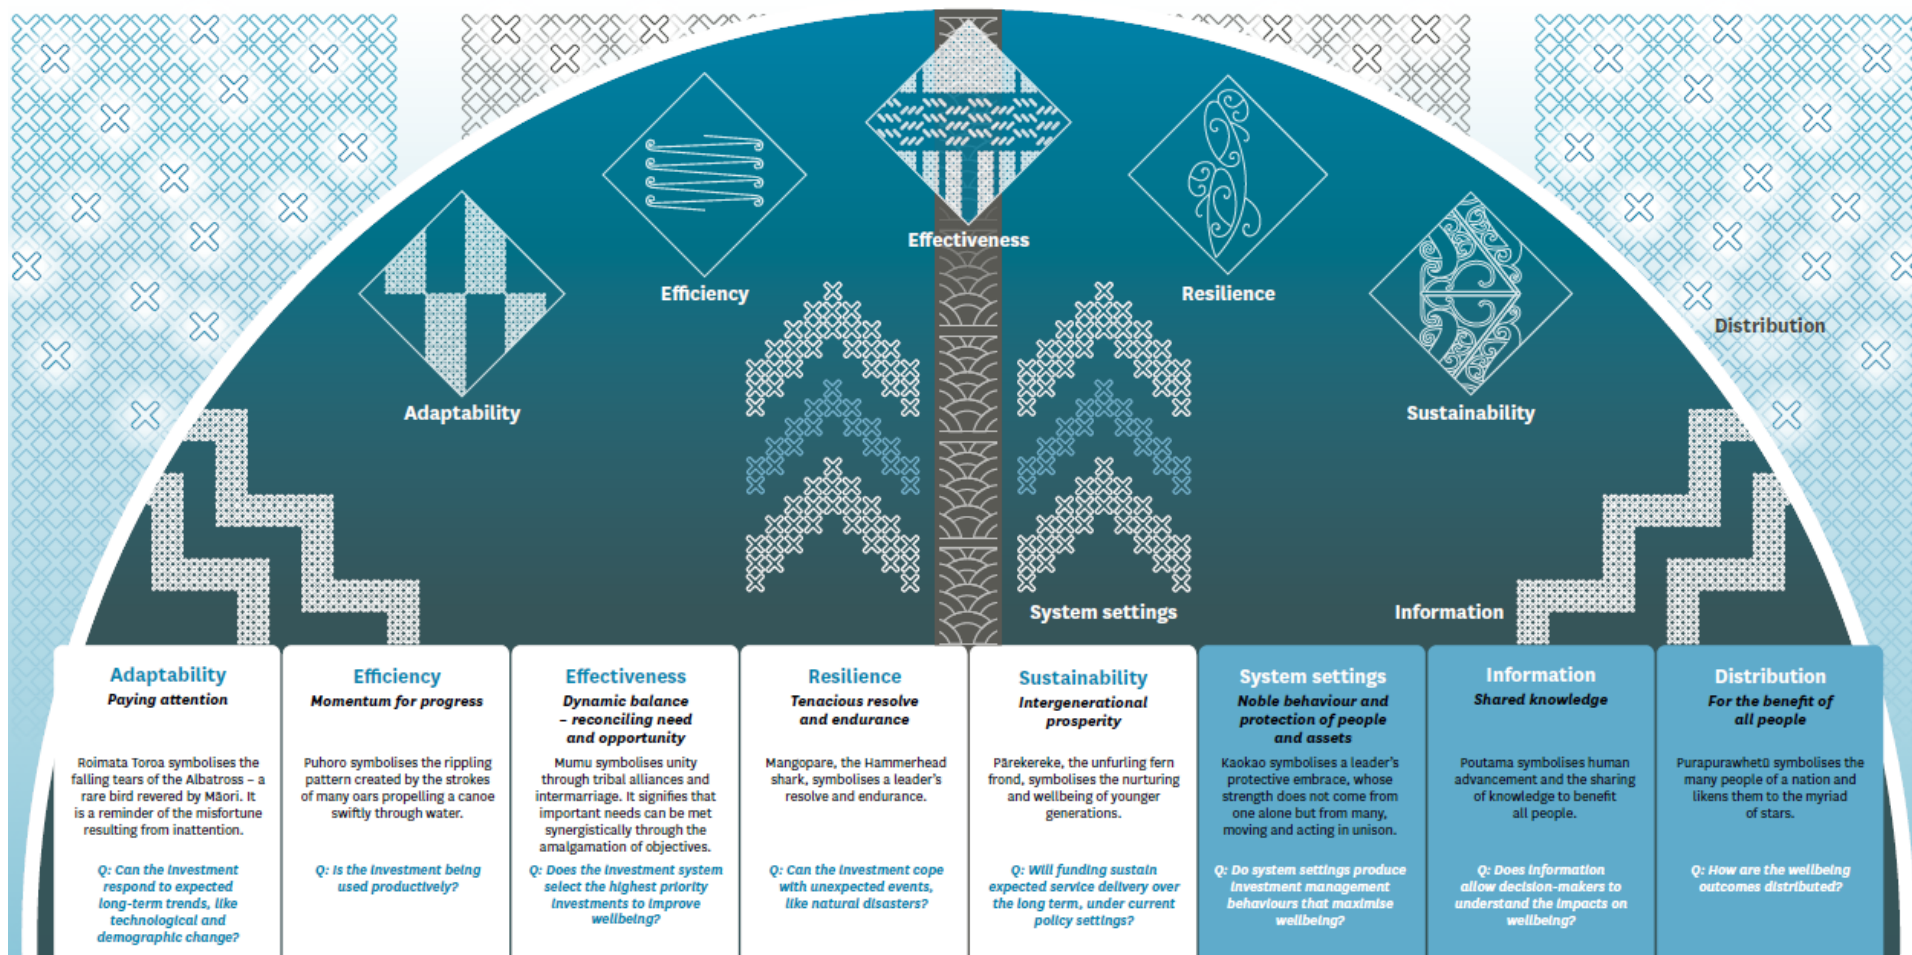 Effectiveness
Efficiency
Resilience
Distribution
Adaptability
Sustainability
System settings
Information
Adaptability
Paying attention
Roimata Toroa symbolises the
falling tears of the Albatross – a
rare bird revered by Māori. It
is a reminder of the misfortune
resulting from inattention.
Q: Can the investment
respond to expected
long-term trends, like
technological and
demographic change?
Efficiency
Momentum for progress
Puhoro symbolises the rippling
pattern created by the strokes
of many oars propelling a canoe
swiftly through water.
Q: Is the investment being
used productively?
Effectiveness
Dynamic balance
– reconciling need
and opportunity
Mumu symbolises unity
through tribal alliances and
intermarriage. It signifies that
important needs can be met
synergistically through the
amalgamation of objectives.
Q: Does the investment system
select the highest priority
investments to improve
wellbeing?
Resilience
Tenacious resolve
and endurance
Mangopare, the Hammerhead
shark, symbolises a leader's
resolve and endurance.
Q: Can the investment cope
with unexpected events,
like natural disasters?
Sustainability
Intergenerational
prosperity
Pārekereke, the unfurling fern
frond, symbolises the nurturing
and wellbeing of younger
generations.
Q: Will funding sustain
expected service delivery over
the long term, under current
policy settings?
System settings
Noble behaviour and
protection of people
and assets
Kaokao symbolises a leader's
protective embrace, whose
strength does not come from
one alone but from many,
moving and acting in unison.
Q: Do system settings produce
investment management
behaviours that maximise
wellbeing?
Information
Shared knowledge
Poutama symbolises human
advancement and the sharing
of knowledge to benefit
all people.
Q: Does information
allow decision-makers to
understand the impacts on
wellbeing?
Distribution
For the benefit of
all people
Purapurawhetū symbolises the
many people of a nation and
likens them to the myriad
of stars.
Q: How are the wellbeing
outcomes distributed?